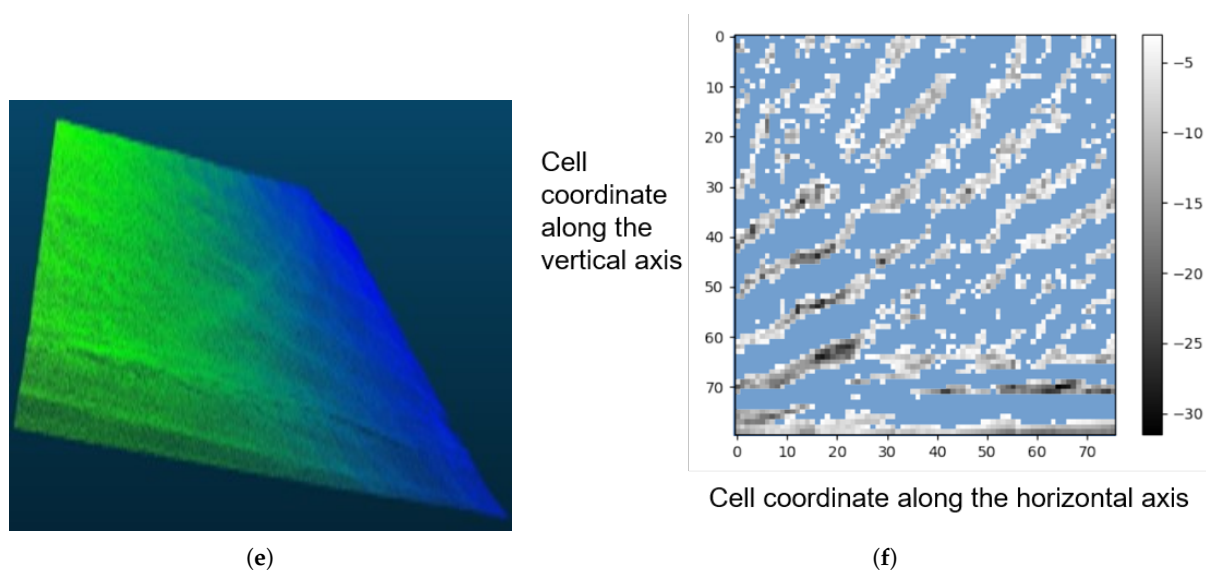 Cell
coordinate
along the
vertical axis
0
10
20
30
40
50
60
70
0 10 20 30 40 50 60 70
−5
−10
−15
−20
−25
−30
Cell coordinate along the horizontal axis
(e)
(f)